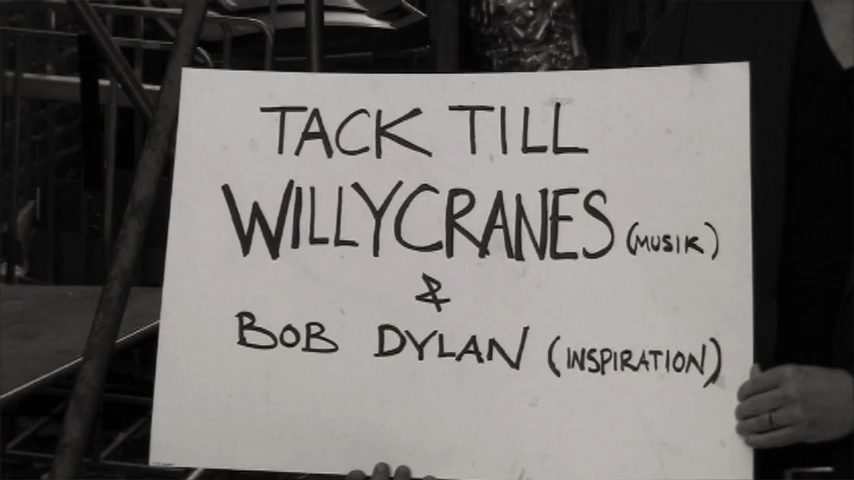 TACK TILL
WILLYCRANES (MUSIK)
&
BOB DYLAN (INSPIRATION)